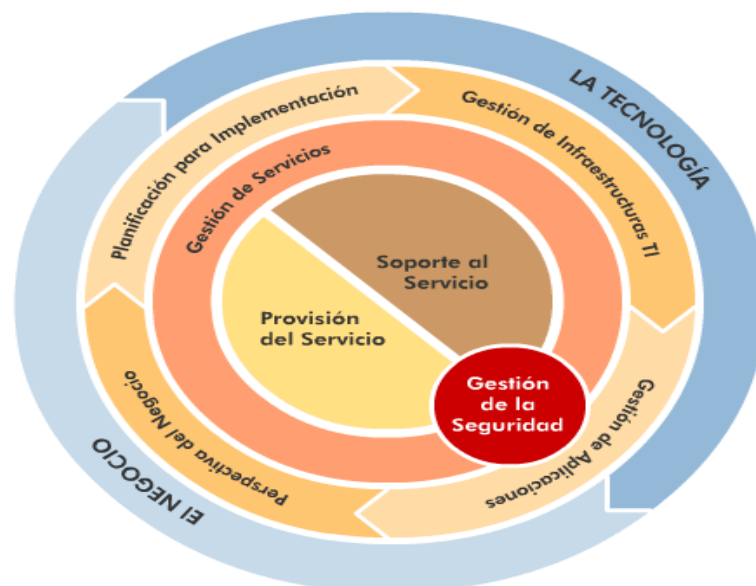 LA TECNOLOGÍA
Planificación para Implementación
Gestión de Infraestructuras TI
Gestión de Servicios
Soporte al
Servicio
Provisión
del Servicio
Gestión
de la
Seguridad
Gestión de Aplicaciones
Perspectiva del Negocio
El NEGOCIO